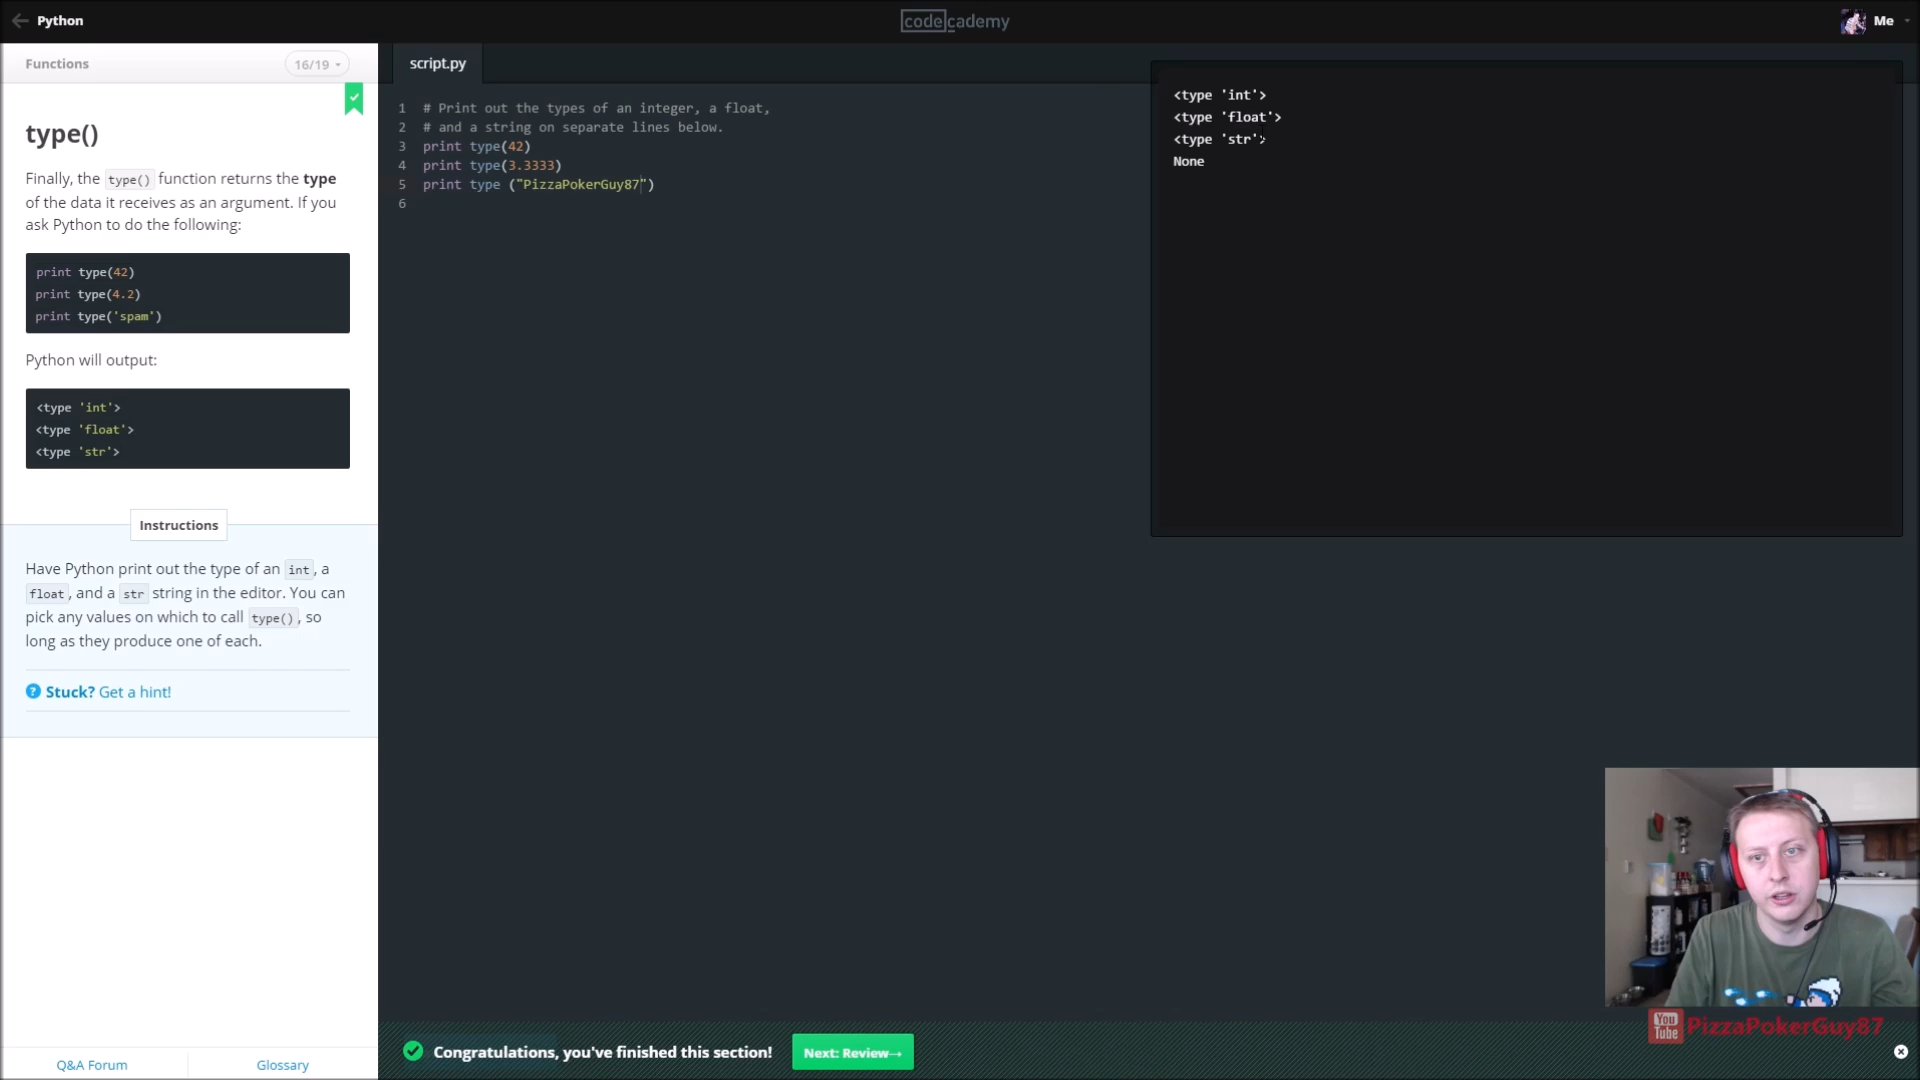 Python
codecademy
Me
Functions
16/19
script.py
type()
Finally, the type() function returns the type
of the data it receives as an argument. If you
ask Python to do the following:
print type(42)
print type(4.2)
print type('spam')
Python will output:
<type 'int'>
<type 'float'>
<type 'str'>
Instructions
Have Python print out the type of an int, a
float, and a str string in the editor. You can
pick any values on which to call type(), so
long as they produce one of each.
? Stuck? Get a hint!
Q&A Forum
Glossary
1 # Print out the types of an integer, a float,
2 # and a string on separate lines below.
3 print type(42)
4 print type(3.3333)
5 print type ("PizzaPokerGuy87")
6
<type 'int'>
<type 'float'>
<type 'str'>
None
Congratulations, you've finished this section!
Next: Review→
You Tube PizzaPokerGuy87